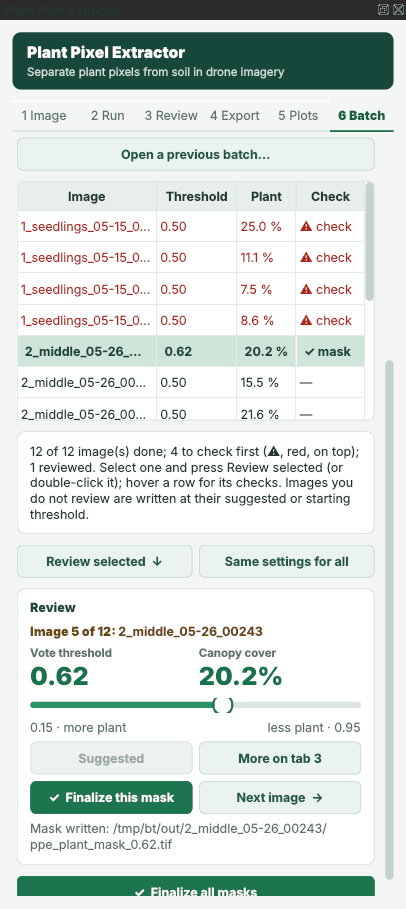 Plant Pixel Extractor
Plant Pixel Extractor
Separate plant pixels from soil in drone imagery
1 Image 2 Run 3 Review 4 Export 5 Plots 6 Batch
Open a previous batch...
Image Threshold Plant Check
1_seedlings_05-15_0... 0.50 25.0 % ⚠ check
1_seedlings_05-15_0... 0.50 11.1 % ⚠ check
1_seedlings_05-15_0... 0.50 7.5 % ⚠ check
1_seedlings_05-15_0... 0.50 8.6 % ⚠ check
2_middle_05-26_... 0.62 20.2 % ✓ mask
2_middle_05-26_00... 0.50 15.5 % —
2_middle_05-26_00... 0.50 21.6 % —
12 of 12 image(s) done; 4 to check first (⚠, red, on top);
1 reviewed. Select one and press Review selected (or
double-click it); hover a row for its checks. Images you
do not review are written at their suggested or starting
threshold.
Review selected ↓ Same settings for all
Review
Image 5 of 12: 2_middle_05-26_00243
Vote threshold Canopy cover
0.62 20.2%
0.15 · more plant less plant · 0.95
Suggested More on tab 3
✓ Finalize this mask Next image →
Mask written: /tmp/bt/out/2_middle_05-26_00243/
ppe_plant_mask_0.62.tif
✓ Finalize all masks